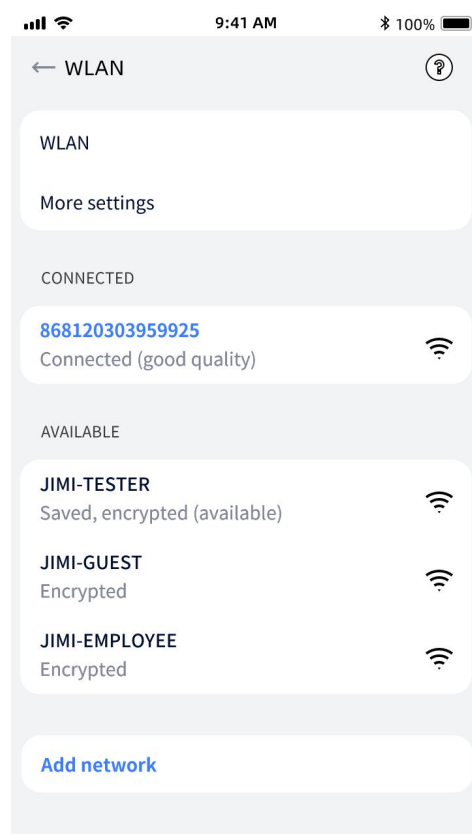 9:41 AM
100%
WLAN
WLAN
More settings
CONNECTED
868120303959925
Connected (good quality)
AVAILABLE
JIMI-TESTER
Saved, encrypted (available)
JIMI-GUEST
Encrypted
JIMI-EMPLOYEE
Encrypted
Add network